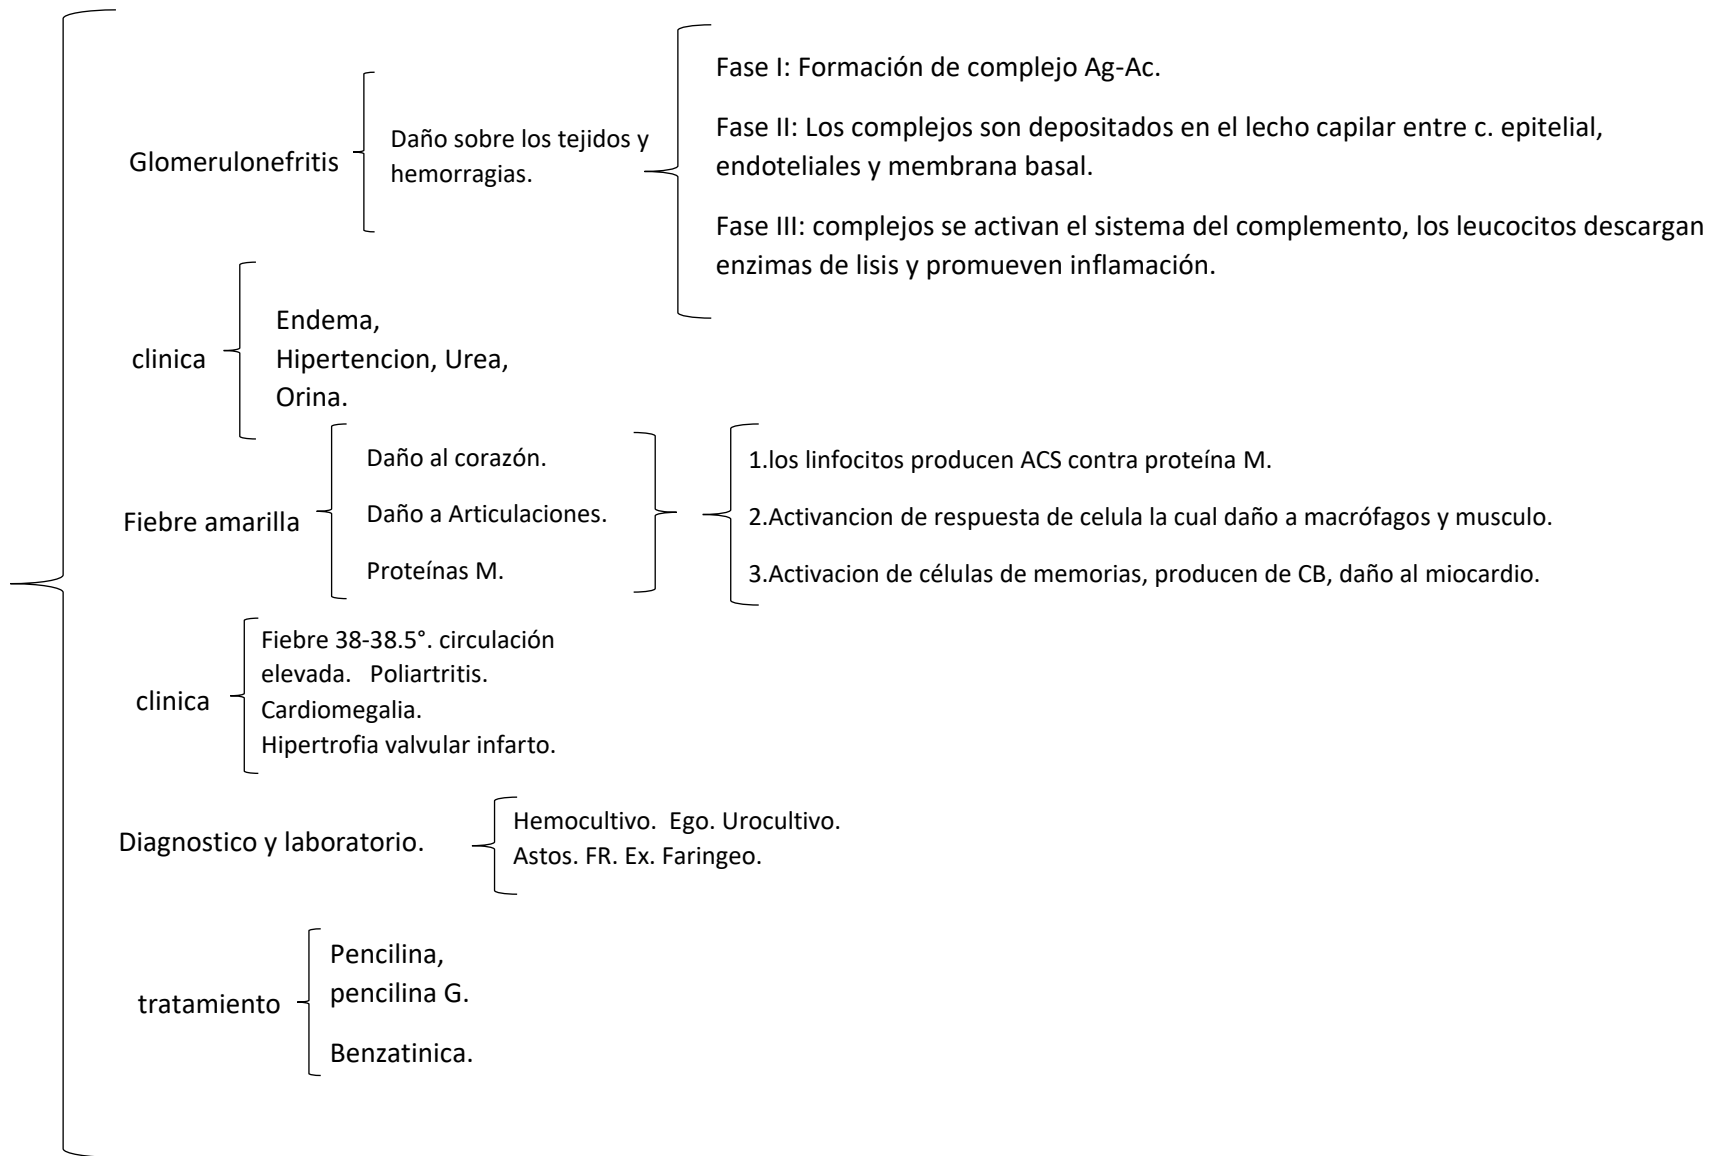 Glomerulonefritis
Daño sobre los tejidos y
hemorragias.
Fase I: Formación de complejo Ag-Ac.
Fase II: Los complejos son depositados en el lecho capilar entre c. epitelial,
endoteliales y membrana basal.
Fase III: complejos se activan el sistema del complemento, los leucocitos descargan
enzimas de lisis y promueven inflamación.
clinica
Endema,
Hipertencion, Urea,
Orina.
Fiebre amarilla
Daño al corazón.
Daño a Articulaciones.
Proteínas M.
1.los linfocitos producen ACS contra proteína M.
2.Activancion de respuesta de celula la cual daño a macrófagos y musculo.
3.Activacion de células de memorias, producen de CB, daño al miocardio.
clinica
Fiebre 38-38.5°. circulación
elevada.   Poliartritis.
Cardiomegalia.
Hipertrofia valvular infarto.
Diagnostico y laboratorio.
Hemocultivo.  Ego. Urocultivo.
Astos. FR. Ex. Faringeo.
tratamiento
Pencilina,
pencilina G.
Benzatinica.